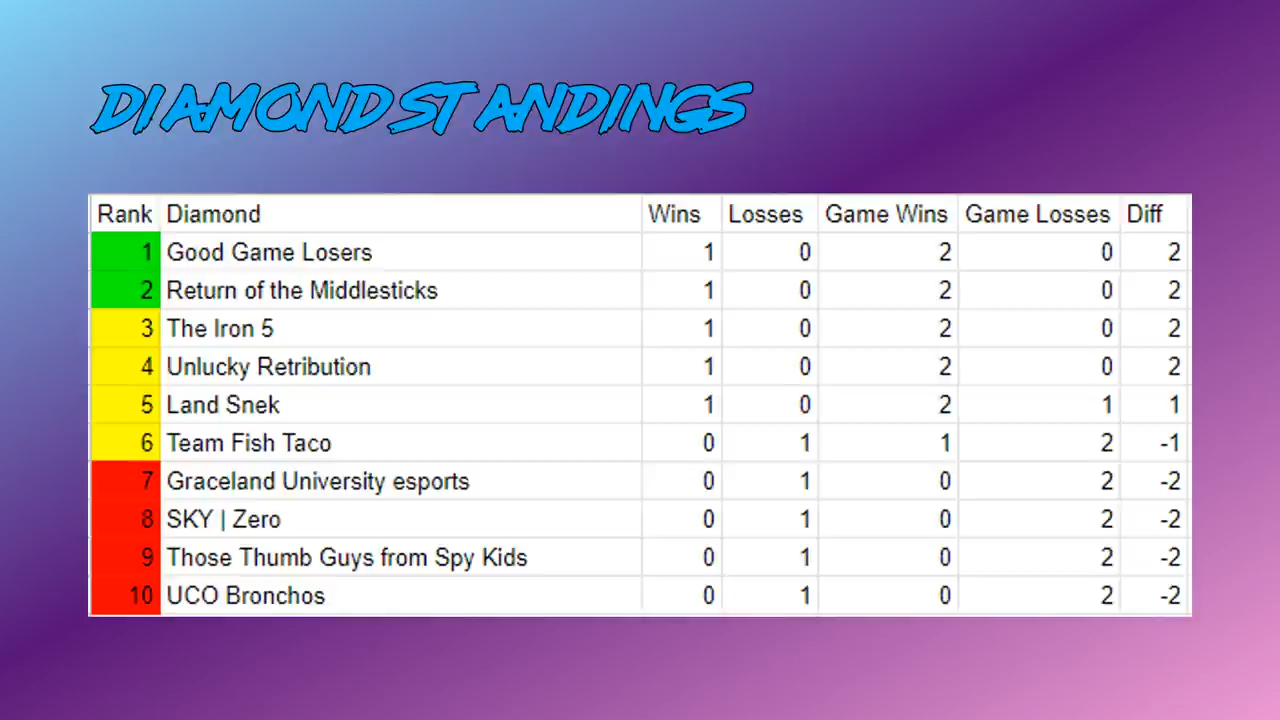 DIAMOND STANDINGS
Rank Diamond Wins Losses Game Wins Game Losses Diff
1 Good Game Losers 1 0 2 0 2
2 Return of the Middlesticks 1 0 2 0 2
3 The Iron 5 1 0 2 0 2
4 Unlucky Retribution 1 0 2 0 2
5 Land Snek 1 0 2 1 1
6 Team Fish Taco 0 1 1 2 -1
7 Graceland University esports 0 1 0 2 -2
8 SKY | Zero 0 1 0 2 -2
9 Those Thumb Guys from Spy Kids 0 1 0 2 -2
10 UCO Bronchos 0 1 0 2 -2